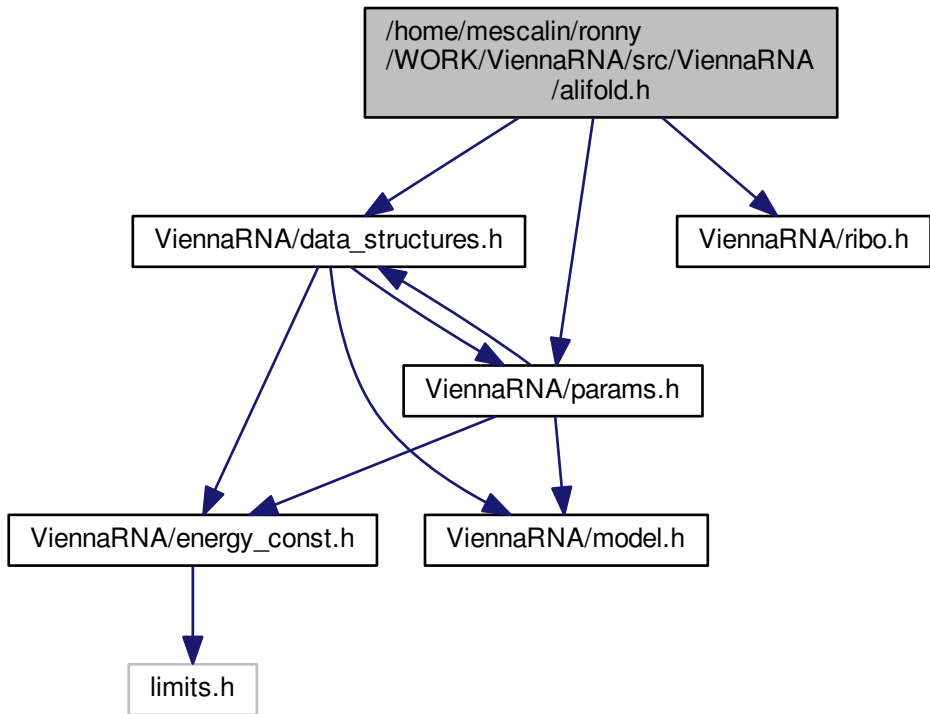 /home/mescalin/ronny
/WORK/ViennaRNA/src/ViennaRNA
/alifold.h
ViennaRNA/data_structures.h
ViennaRNA/ribo.h
ViennaRNA/params.h
ViennaRNA/energy_const.h
ViennaRNA/model.h
limits.h